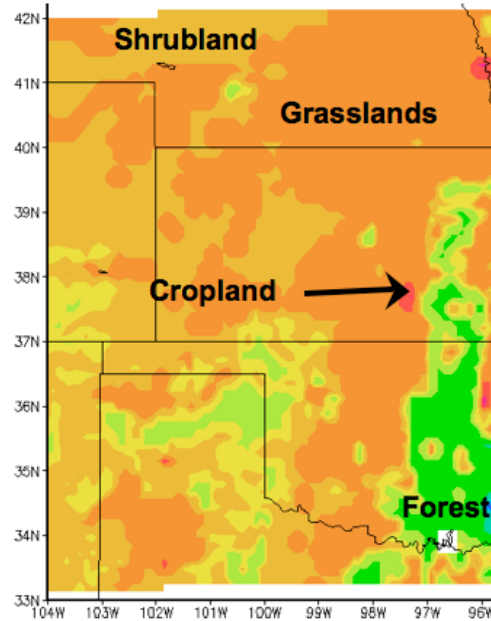 42N
Shrubland
41N
Grasslands
40N
39N
38N
Cropland
37N
36N
35N
Forest
34N
33N
104W 103W 102W 101W 100W 99W 98W 97W 96W